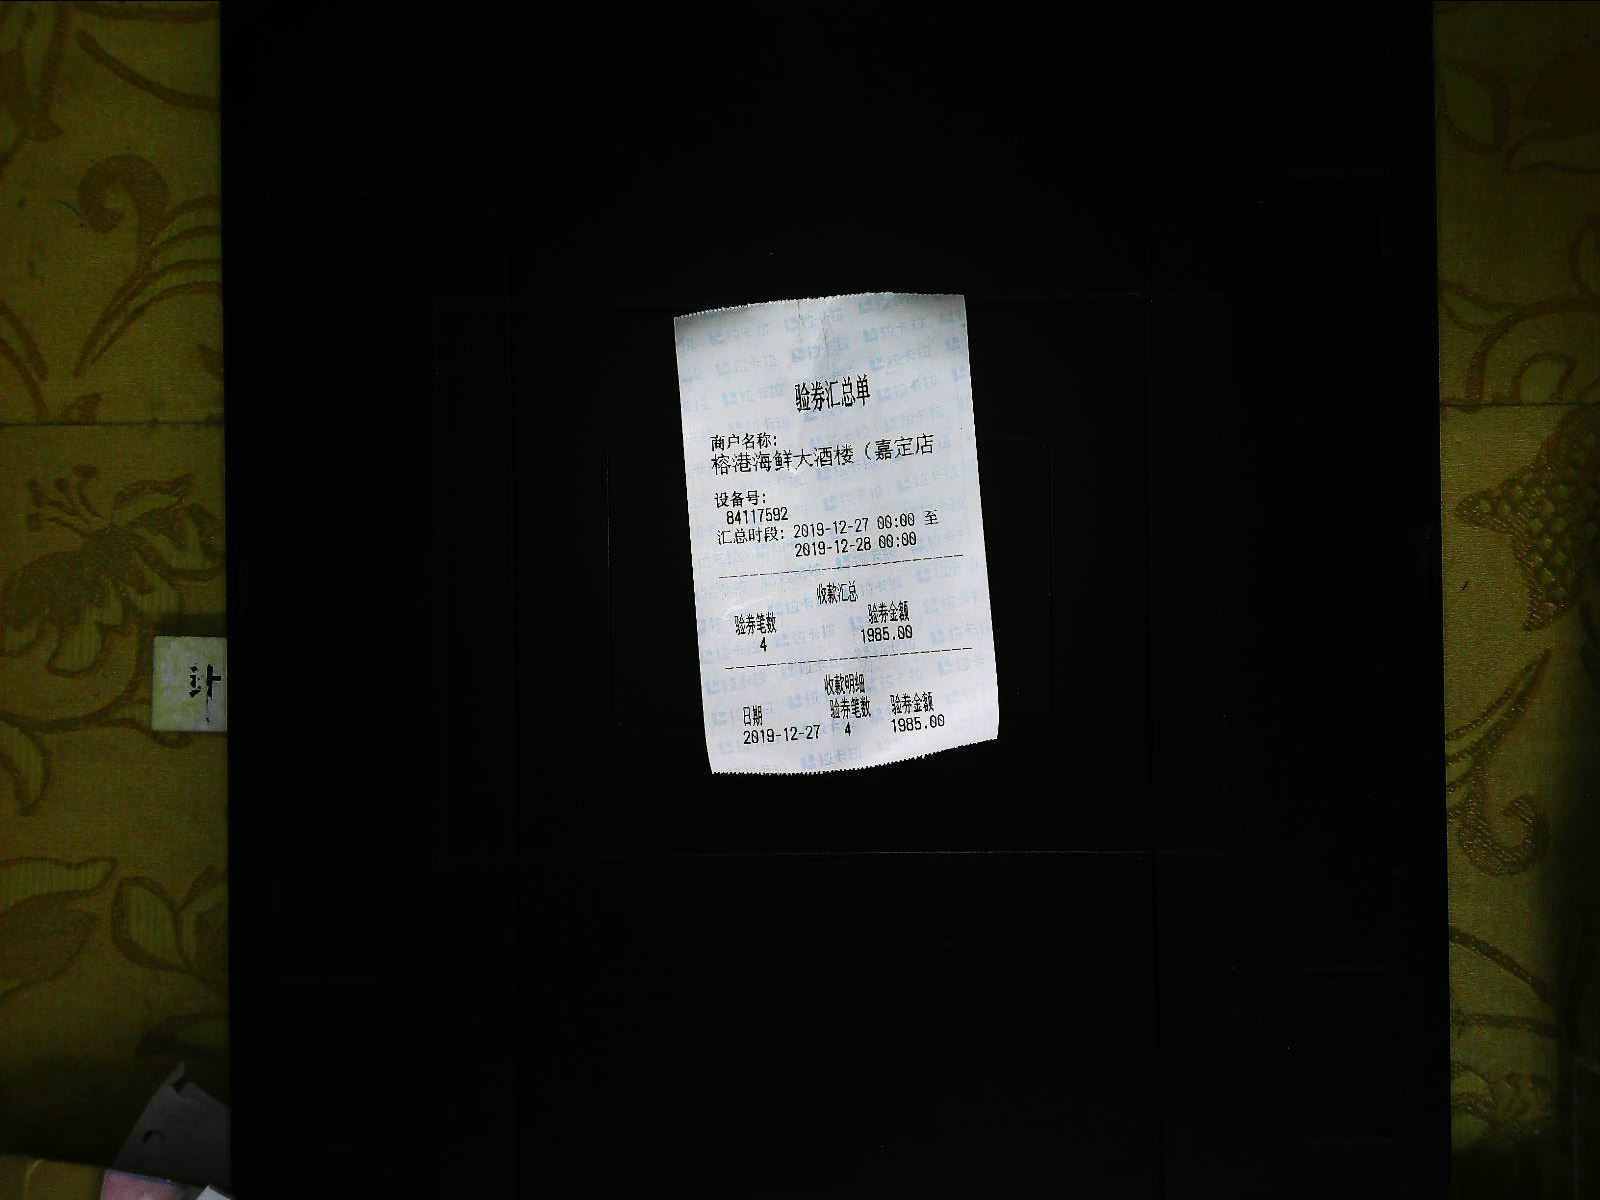 验券汇总单
商户名称:
榕港海鲜大酒楼（嘉定店
设备号:
84117592
汇总时段: 2019-12-27 00:00 至
2019-12-28 00:00
收款汇总
验券笔数 验券金额
4 1985.00
收款明细
日期 验券笔数 验券金额
2019-12-27 4 1985.00
拉卡拉